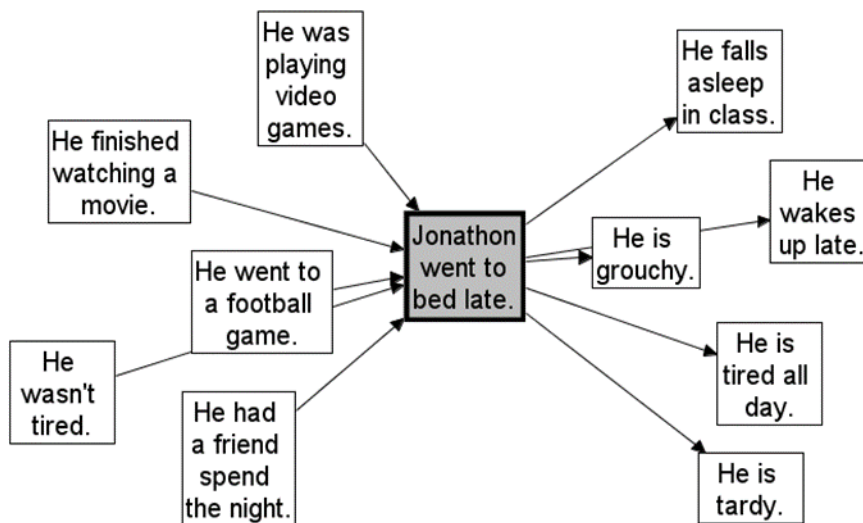 He was
playing
video
games.
He falls
asleep
in class.
He finished
watching a
movie.
He
wakes
up late.
Jonathon
went to
bed late.
He is
grouchy.
He went to
a football
game.
He
wasn't
tired.
He is
tired all
day.
He had
a friend
spend
the night.
He is
tardy.